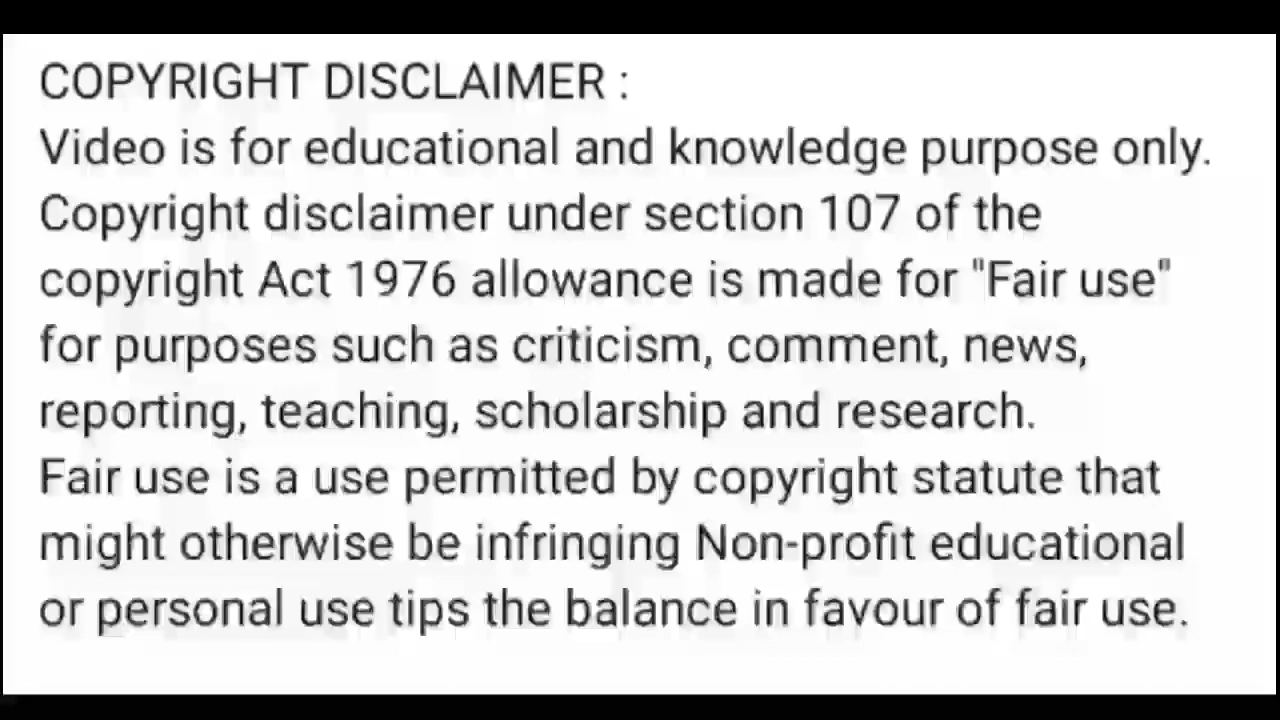 COPYRIGHT DISCLAIMER :
Video is for educational and knowledge purpose only.
Copyright disclaimer under section 107 of the
copyright Act 1976 allowance is made for "Fair use"
for purposes such as criticism, comment, news,
reporting, teaching, scholarship and research.
Fair use is a use permitted by copyright statute that
might otherwise be infringing Non-profit educational
or personal use tips the balance in favour of fair use.